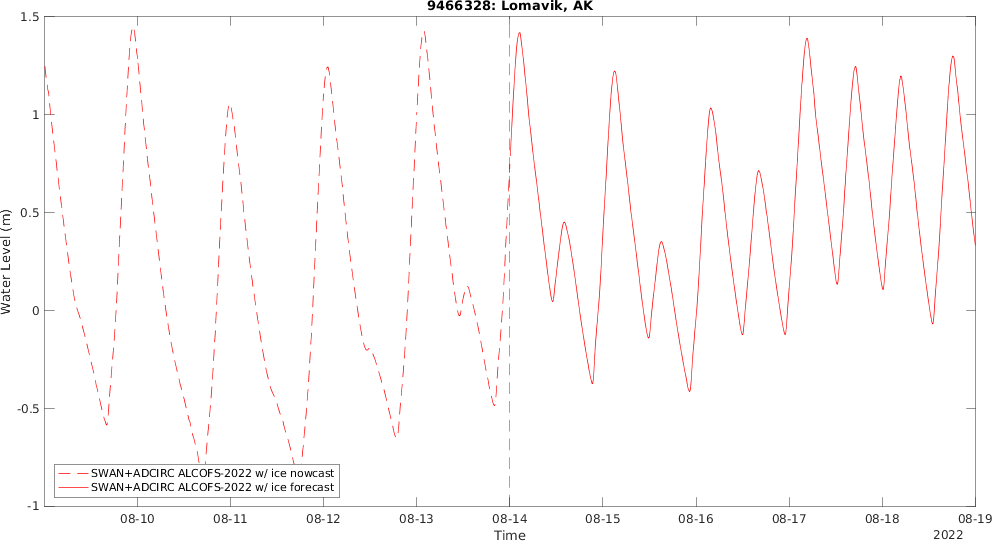 9466328: Lomavik, AK
1.5
1
0.5
0
-0.5
-1
Water Level (m)
SWAN+ADCIRC ALCOFS-2022 w/ ice nowcast
SWAN+ADCIRC ALCOFS-2022 w/ ice forecast
08-10 08-11 08-12 08-13 08-14 08-15 08-16 08-17 08-18 08-19
Time
2022